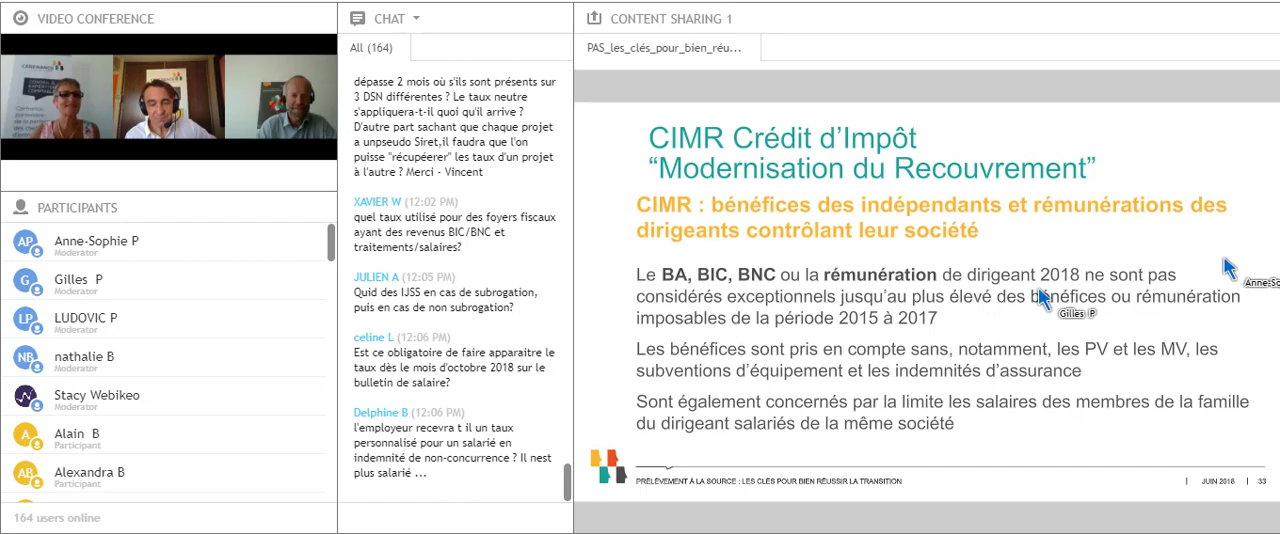 VIDEO CONFERENCE
PARTICIPANTS
AP
Anne-Sophie P
Moderator
G
Gilles P
Moderator
LP
LUDOVIC P
Moderator
NB
nathalie B
Moderator
Stacy Webikeo
Moderator
A
Alain B
Participant
AB
Alexandra B
Participant
164 users online
CHAT
All (164)
dépasse 2 mois où s'ils sont présents sur
3 DSN différentes ? Le taux neutre
s'appliquera-t-il quoi qu'il arrive ?
D'autre part sachant que chaque projet
a unpseudo Siret,il faudra que l'on
puisse "récupéerer" les taux d'un projet
à l'autre ? Merci - Vincent
XAVIER W (12:02 PM)
quel taux utilisé pour des foyers fiscaux
ayant des revenus BIC/BNC et
traitements/salaires?
JULIEN A (12:05 PM)
Quid des IJSS en cas de subrogation,
puis en cas de non subrogation?
celine L (12:06 PM)
Est ce obligatoire de faire apparaitre le
taux dès le mois d'octobre 2018 sur le
bulletin de salaire?
Delphine B (12:06 PM)
l'employeur recevra t il un taux
personnalisé pour un salarié en
indemnité de non-concurrence ? Il nest
plus salarié ...
CONTENT SHARING 1
PAS_les_clés_pour_bien_réu...
CIMR Crédit d'Impôt
“Modernisation du Recouvrement”
CIMR : bénéfices des indépendants et rémunérations des
dirigeants contrôlant leur société
Le BA, BIC, BNC ou la rémunération de dirigeant 2018 ne sont pas
considérés exceptionnels jusqu'au plus élevé des bénéfices ou rémunération
imposables de la période 2015 à 2017
Anne-So
Gilles P
Les bénéfices sont pris en compte sans, notamment, les PV et les MV, les
subventions d'équipement et les indemnités d'assurance
Sont également concernés par la limite les salaires des membres de la famille
du dirigeant salariés de la même société
PRÉLÈVEMENT À LA SOURCE : LES CLÉS POUR BIEN RÉUSSIR LA TRANSITION
JUIN 2018 | 33